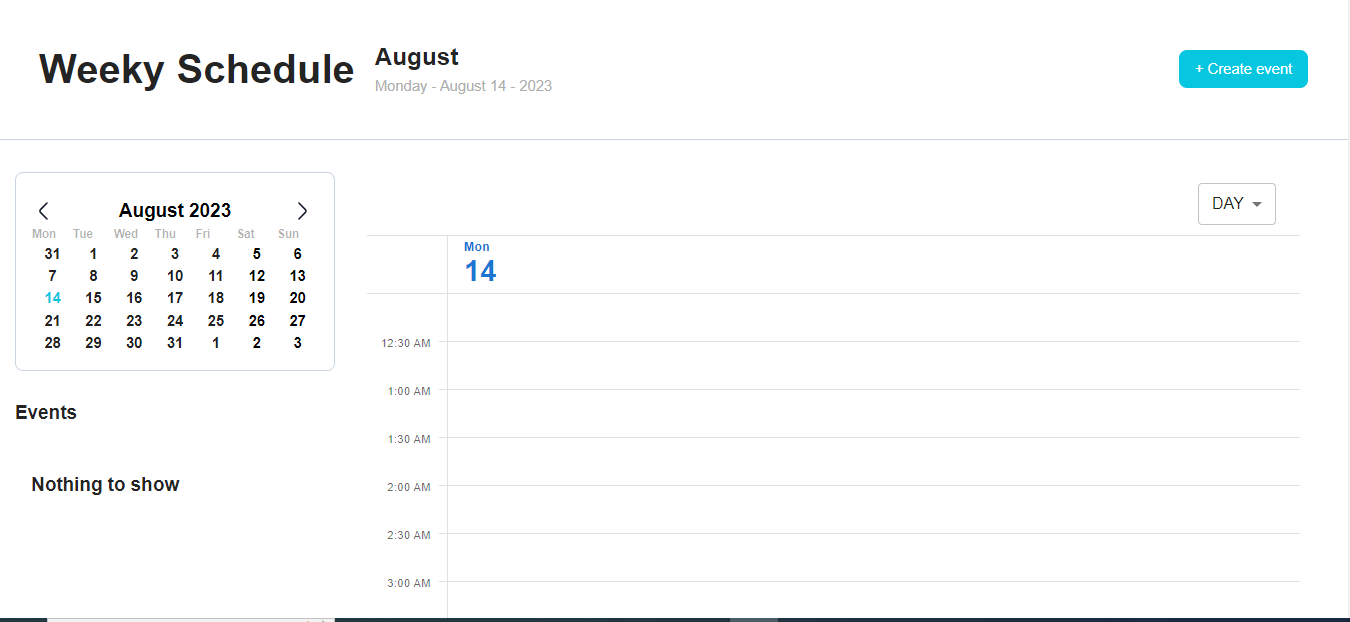 Weeky Schedule
August
Monday - August 14 - 2023
+ Create event
August 2023
Mon Tue Wed Thu Fri Sat Sun
31 1 2 3 4 5 6
7 8 9 10 11 12 13
14 15 16 17 18 19 20
21 22 23 24 25 26 27
28 29 30 31 1 2 3
Events
Nothing to show
DAY
Mon
14
12:30 AM
1:00 AM
1:30 AM
2:00 AM
2:30 AM
3:00 AM